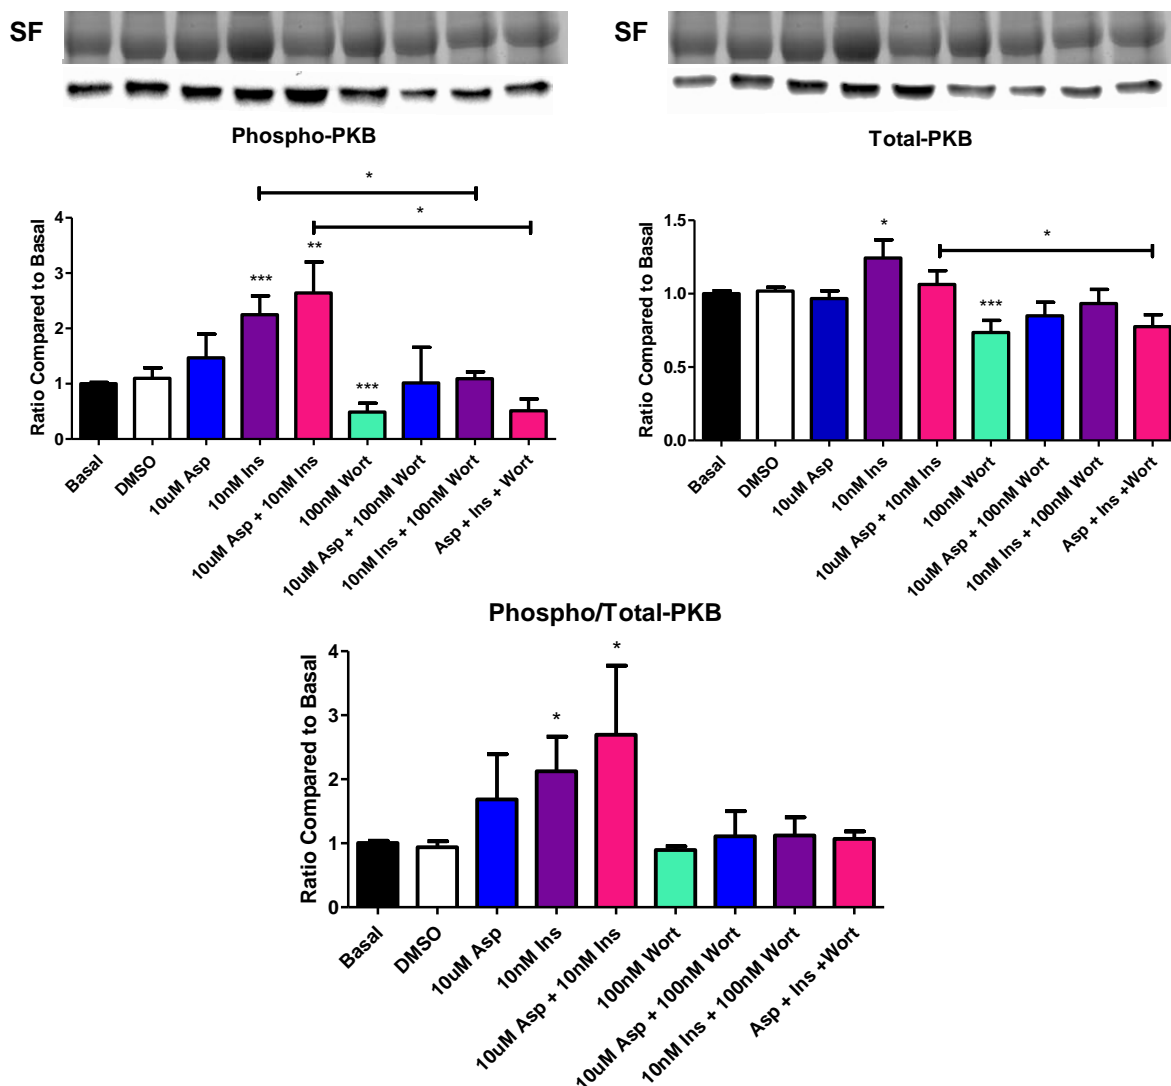 SF
Phospho-PKB
*
*
Ratio Compared to Basal
4
3
2
1
0
***
**
***
Basal
DMSO
10uM Asp
10nM Ins
10uM Asp + 10nM Ins
100nM Wort
10uM Asp + 100nM Wort
10nM Ins + 100nM Wort
Asp + Ins + Wort
SF
Total-PKB
*
*
***
Ratio Compared to Basal
1.5
1.0
0.5
0.0
Basal
DMSO
10uM Asp
10nM Ins
10uM Asp + 10nM Ins
100nM Wort
10uM Asp + 100nM Wort
10nM Ins + 100nM Wort
Asp + Ins +Wort
Phospho/Total-PKB
Ratio Compared to Basal
4
3
2
1
0
*
*
Basal
DMSO
10uM Asp
10nM Ins
10uM Asp + 10nM Ins
100nM Wort
10uM Asp + 100nM Wort
10nM Ins + 100nM Wort
Asp + Ins +Wort